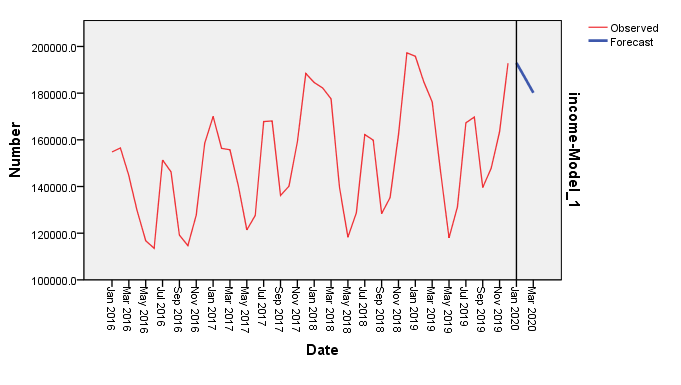 Observed
Forecast
200000.0
180000.0
160000.0
140000.0
120000.0
100000.0
Number
income-Model_1
Jan 2016
Mar 2016
May 2016
Jul 2016
Sep 2016
Nov 2016
Jan 2017
Mar 2017
May 2017
Jul 2017
Sep 2017
Nov 2017
Jan 2018
Mar 2018
May 2018
Jul 2018
Sep 2018
Nov 2018
Jan 2019
Mar 2019
May 2019
Jul 2019
Sep 2019
Nov 2019
Jan 2020
Mar 2020
Date